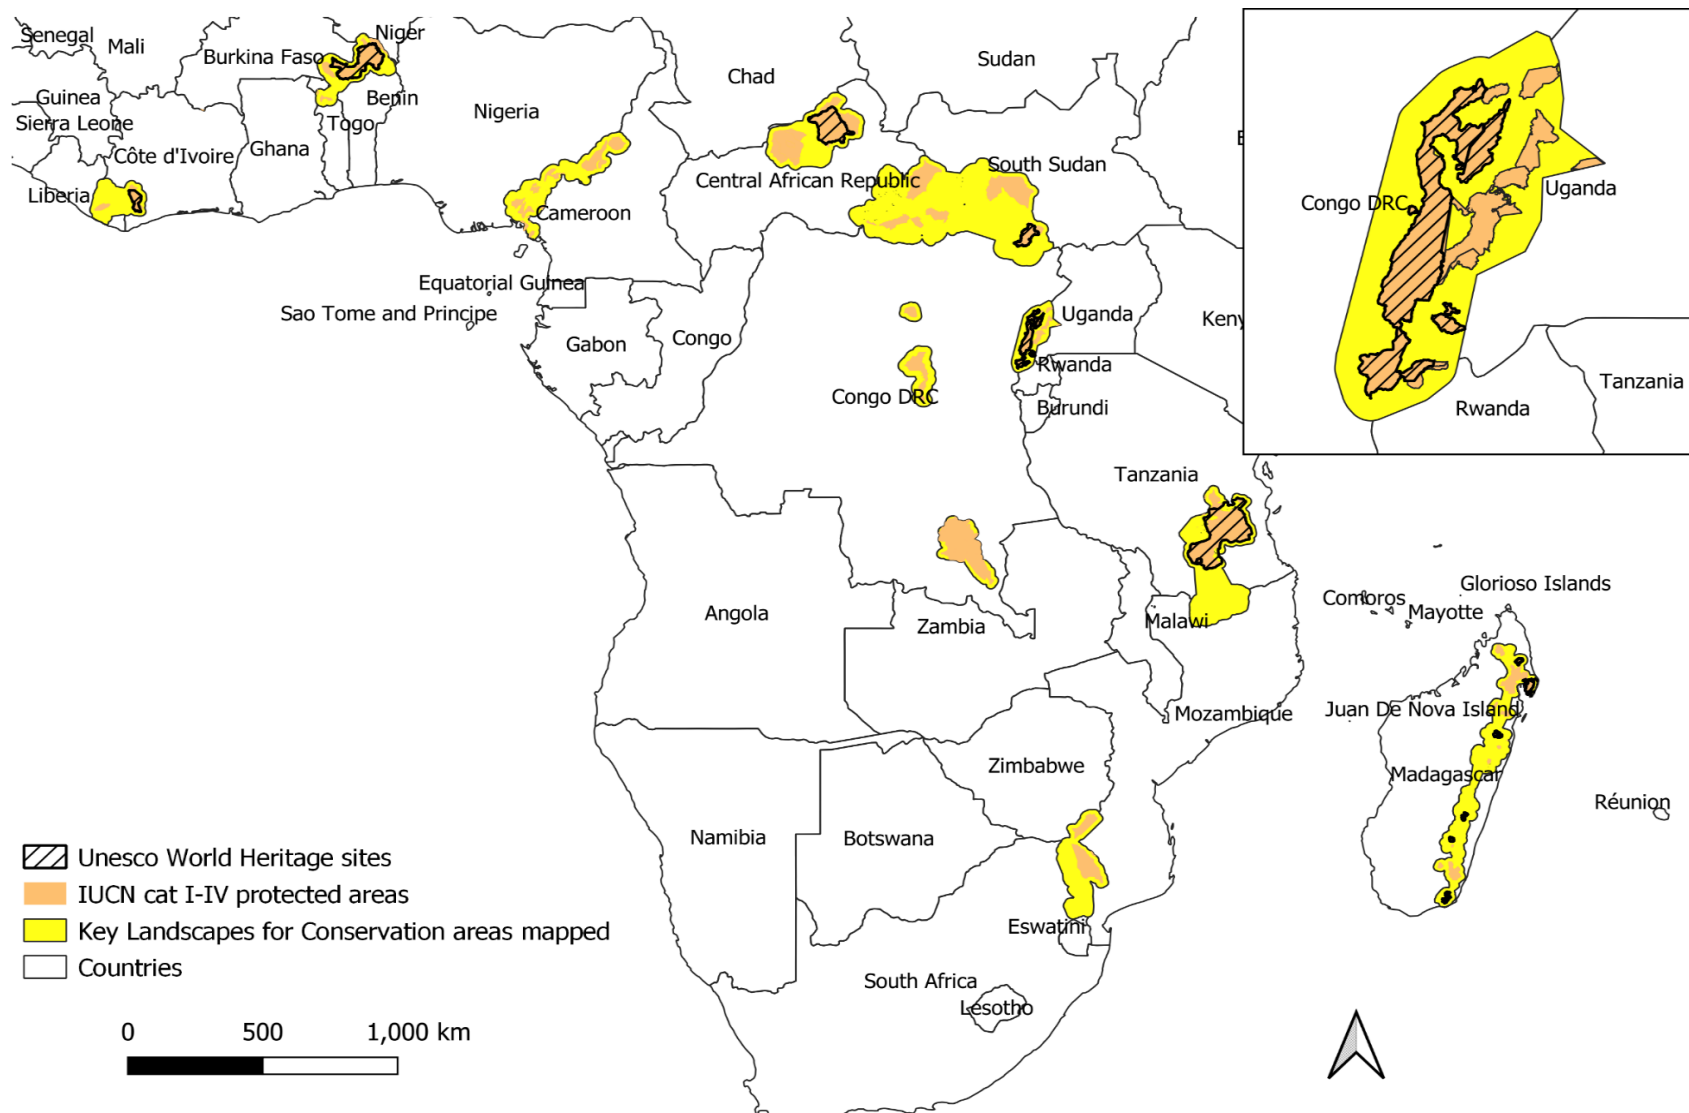 Senegal
Mali
Niger
Burkina Faso
Chad
Sudan
Guinea
Benin
Nigeria
Sierra Leone
Togo
Côte d'Ivoire
Ghana
South Sudan
Central African Republic
Liberia
Cameroon
Equatorial Guinea
Sao Tome and Principe
Uganda
Gabon
Congo
Rwanda
Congo DRC
Burundi
Tanzania
Congo DRC
Uganda
Rwanda
Tanzania
Angola
Zambia
Malawi
Comoros
Glorioso Islands
Mayotte
Mozambique
Juan De Nova Island
Zimbabwe
Madagascar
Réunion
Namibia
Botswana
Eswatini
South Africa
Lesotho
Unesco World Heritage sites
IUCN cat I-IV protected areas
Key Landscapes for Conservation areas mapped
Countries
0 500 1,000 km